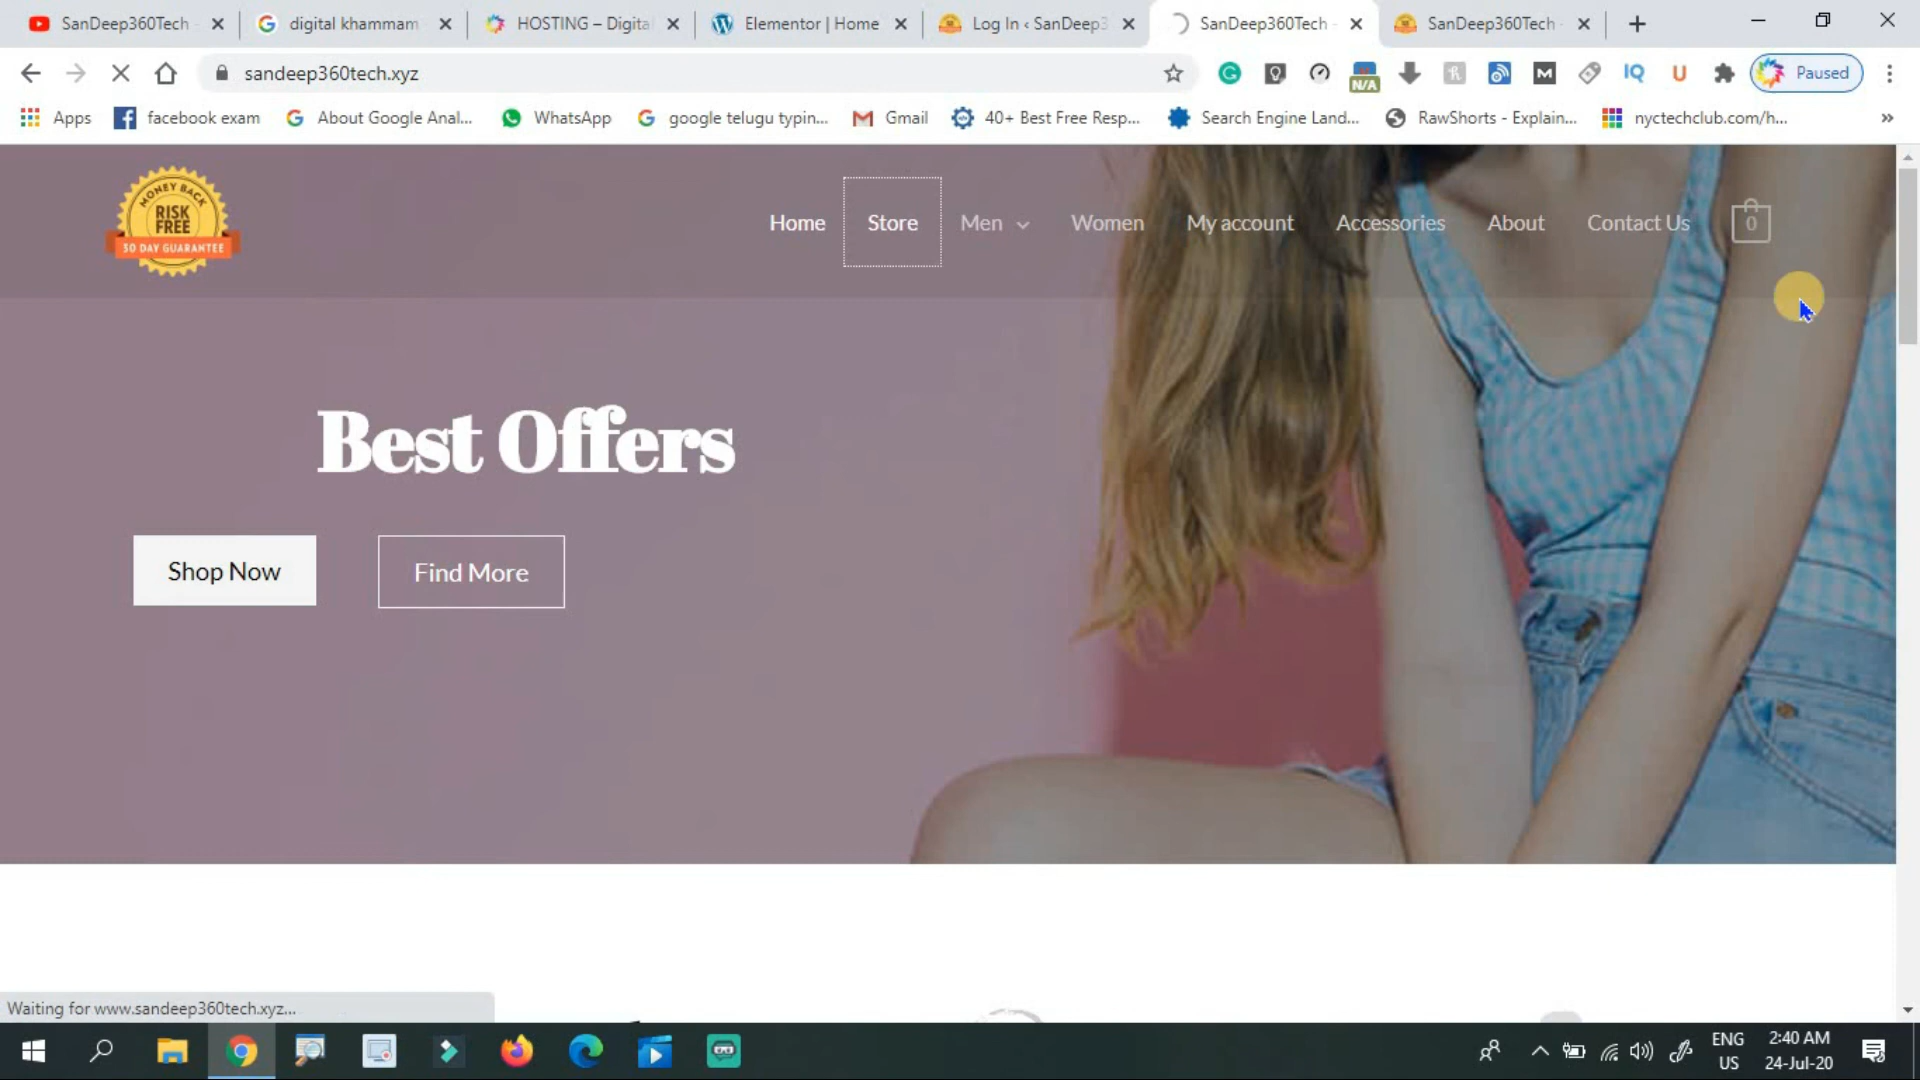 SanDeep360Tech -
digital khammam
HOSTING – Digita
Elementor | Home
Log In ‹ SanDeep3
SanDeep360Tech -
SanDeep360Tech -
sandeep360tech.xyz
N/A
IQ
U
Paused
Apps
facebook exam
About Google Anal...
WhatsApp
google telugu typin...
Gmail
40+ Best Free Resp...
Search Engine Land...
RawShorts - Explain...
nyctechclub.com/h...
»
MONEY BACK
RISK
FREE
30 DAY GUARANTEE
Home
Store
Men
Women
My account
Accessories
About
Contact Us
0
Best Offers
Shop Now
Find More
Waiting for www.sandeep360tech.xyz...
ENG
US
2:40 AM
24-Jul-20